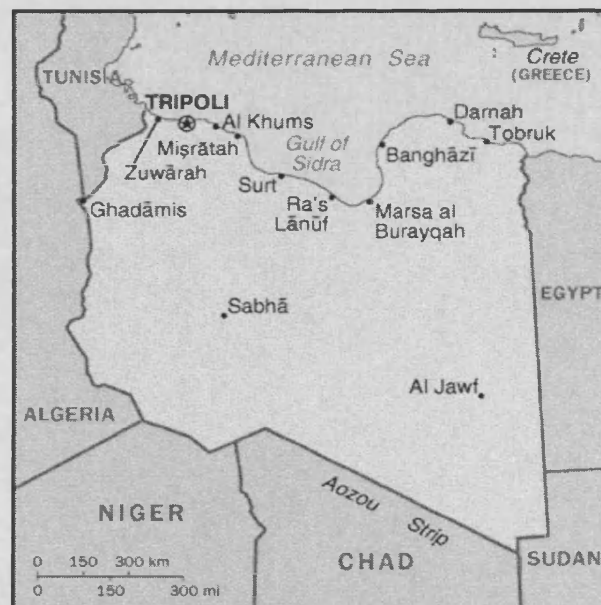 Mediterranean Sea
Crete
(GREECE)
TUNISIA
TRIPOLI
Al Khums
Darnah
Tobruk
Miṣrātah
Gulf of
Sidra
Banghāzī
Zuwārah
Surt
Ghadāmis
Ra's
Lānūf
Marsa al
Burayqah
Sabhā
EGYPT
Al Jawf
ALGERIA
Aozou Strip
NIGER
CHAD
SUDAN
0 150 300 km
0 150 300 mi